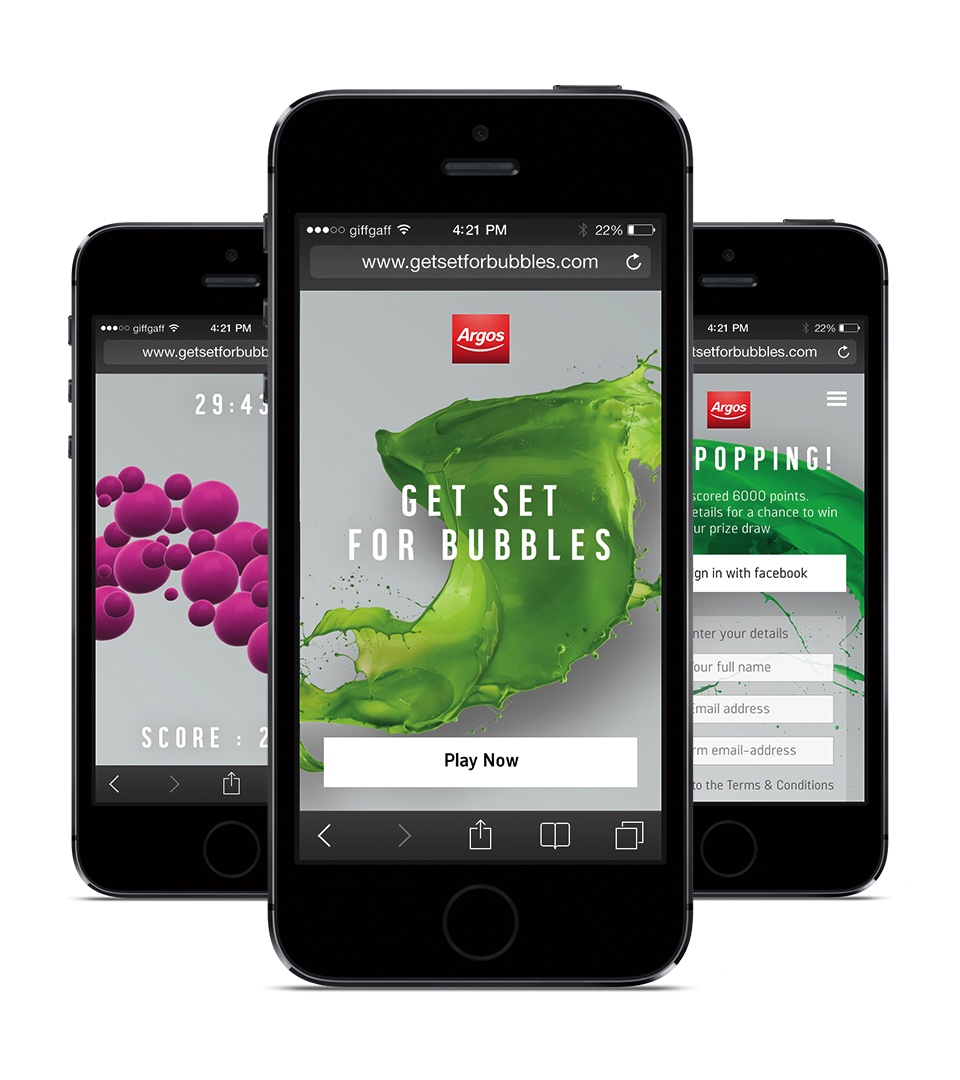 giffgaff 4:21 PM
www.getsetforbubb
29:43
SCORE : 2
giffgaff 4:21 PM 22%
www.getsetforbubbles.com
Argos
GET SET
FOR BUBBLES
Play Now
4:21 PM 22%
tsetforbubbles.com
Argos
POPPING!
scored 6000 points.
etails for a chance to win
ur prize draw
gn in with facebook
nter your details
our full name
Email address
rm email-address
to the Terms & Conditions